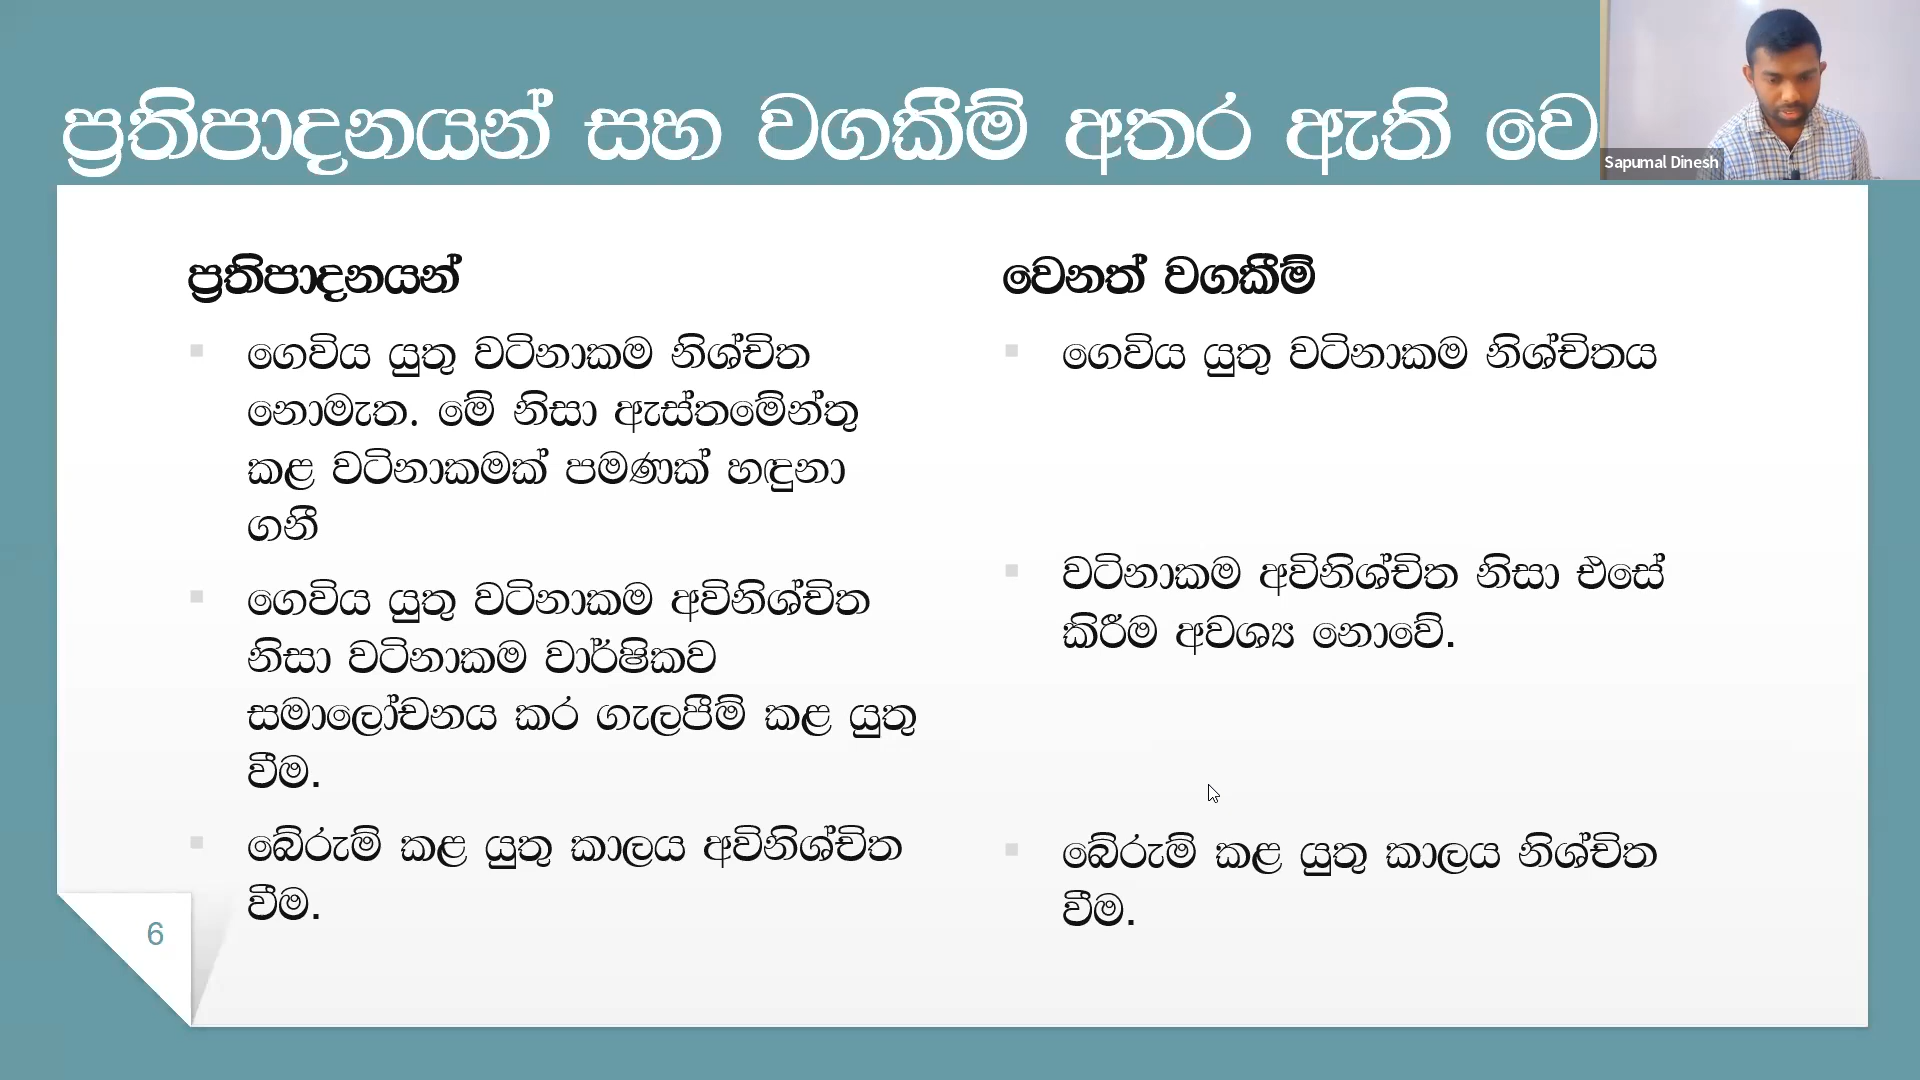 ප්‍රතිපාදනයන් සහ වගකීම් අතර ඇති
Sapumal Dinesh
ප්‍රතිපාදනයන්
ගෙවිය යුතු වටිනාකම නිශ්චිත
නොමැත. මේ නිසා ඇස්තමේන්තු
කළ වටිනාකමක් පමණක් හඳුනා
ගනී
ගෙවිය යුතු වටිනාකම අවිනිශ්චිත
නිසා වටිනාකම වාර්ෂිකව
සමාලෝචනය කර ගැලපීම් කළ යුතු
වීම.
බේරුම් කළ යුතු කාලය අවිනිශ්චිත
වීම.
වෙනත් වගකීම්
ගෙවිය යුතු වටිනාකම නිශ්චිතය
වටිනාකම අවිනිශ්චිත නිසා එසේ
කිරීම අවශ්‍ය නොවේ.
බේරුම් කළ යුතු කාලය නිශ්චිත
වීම.
6